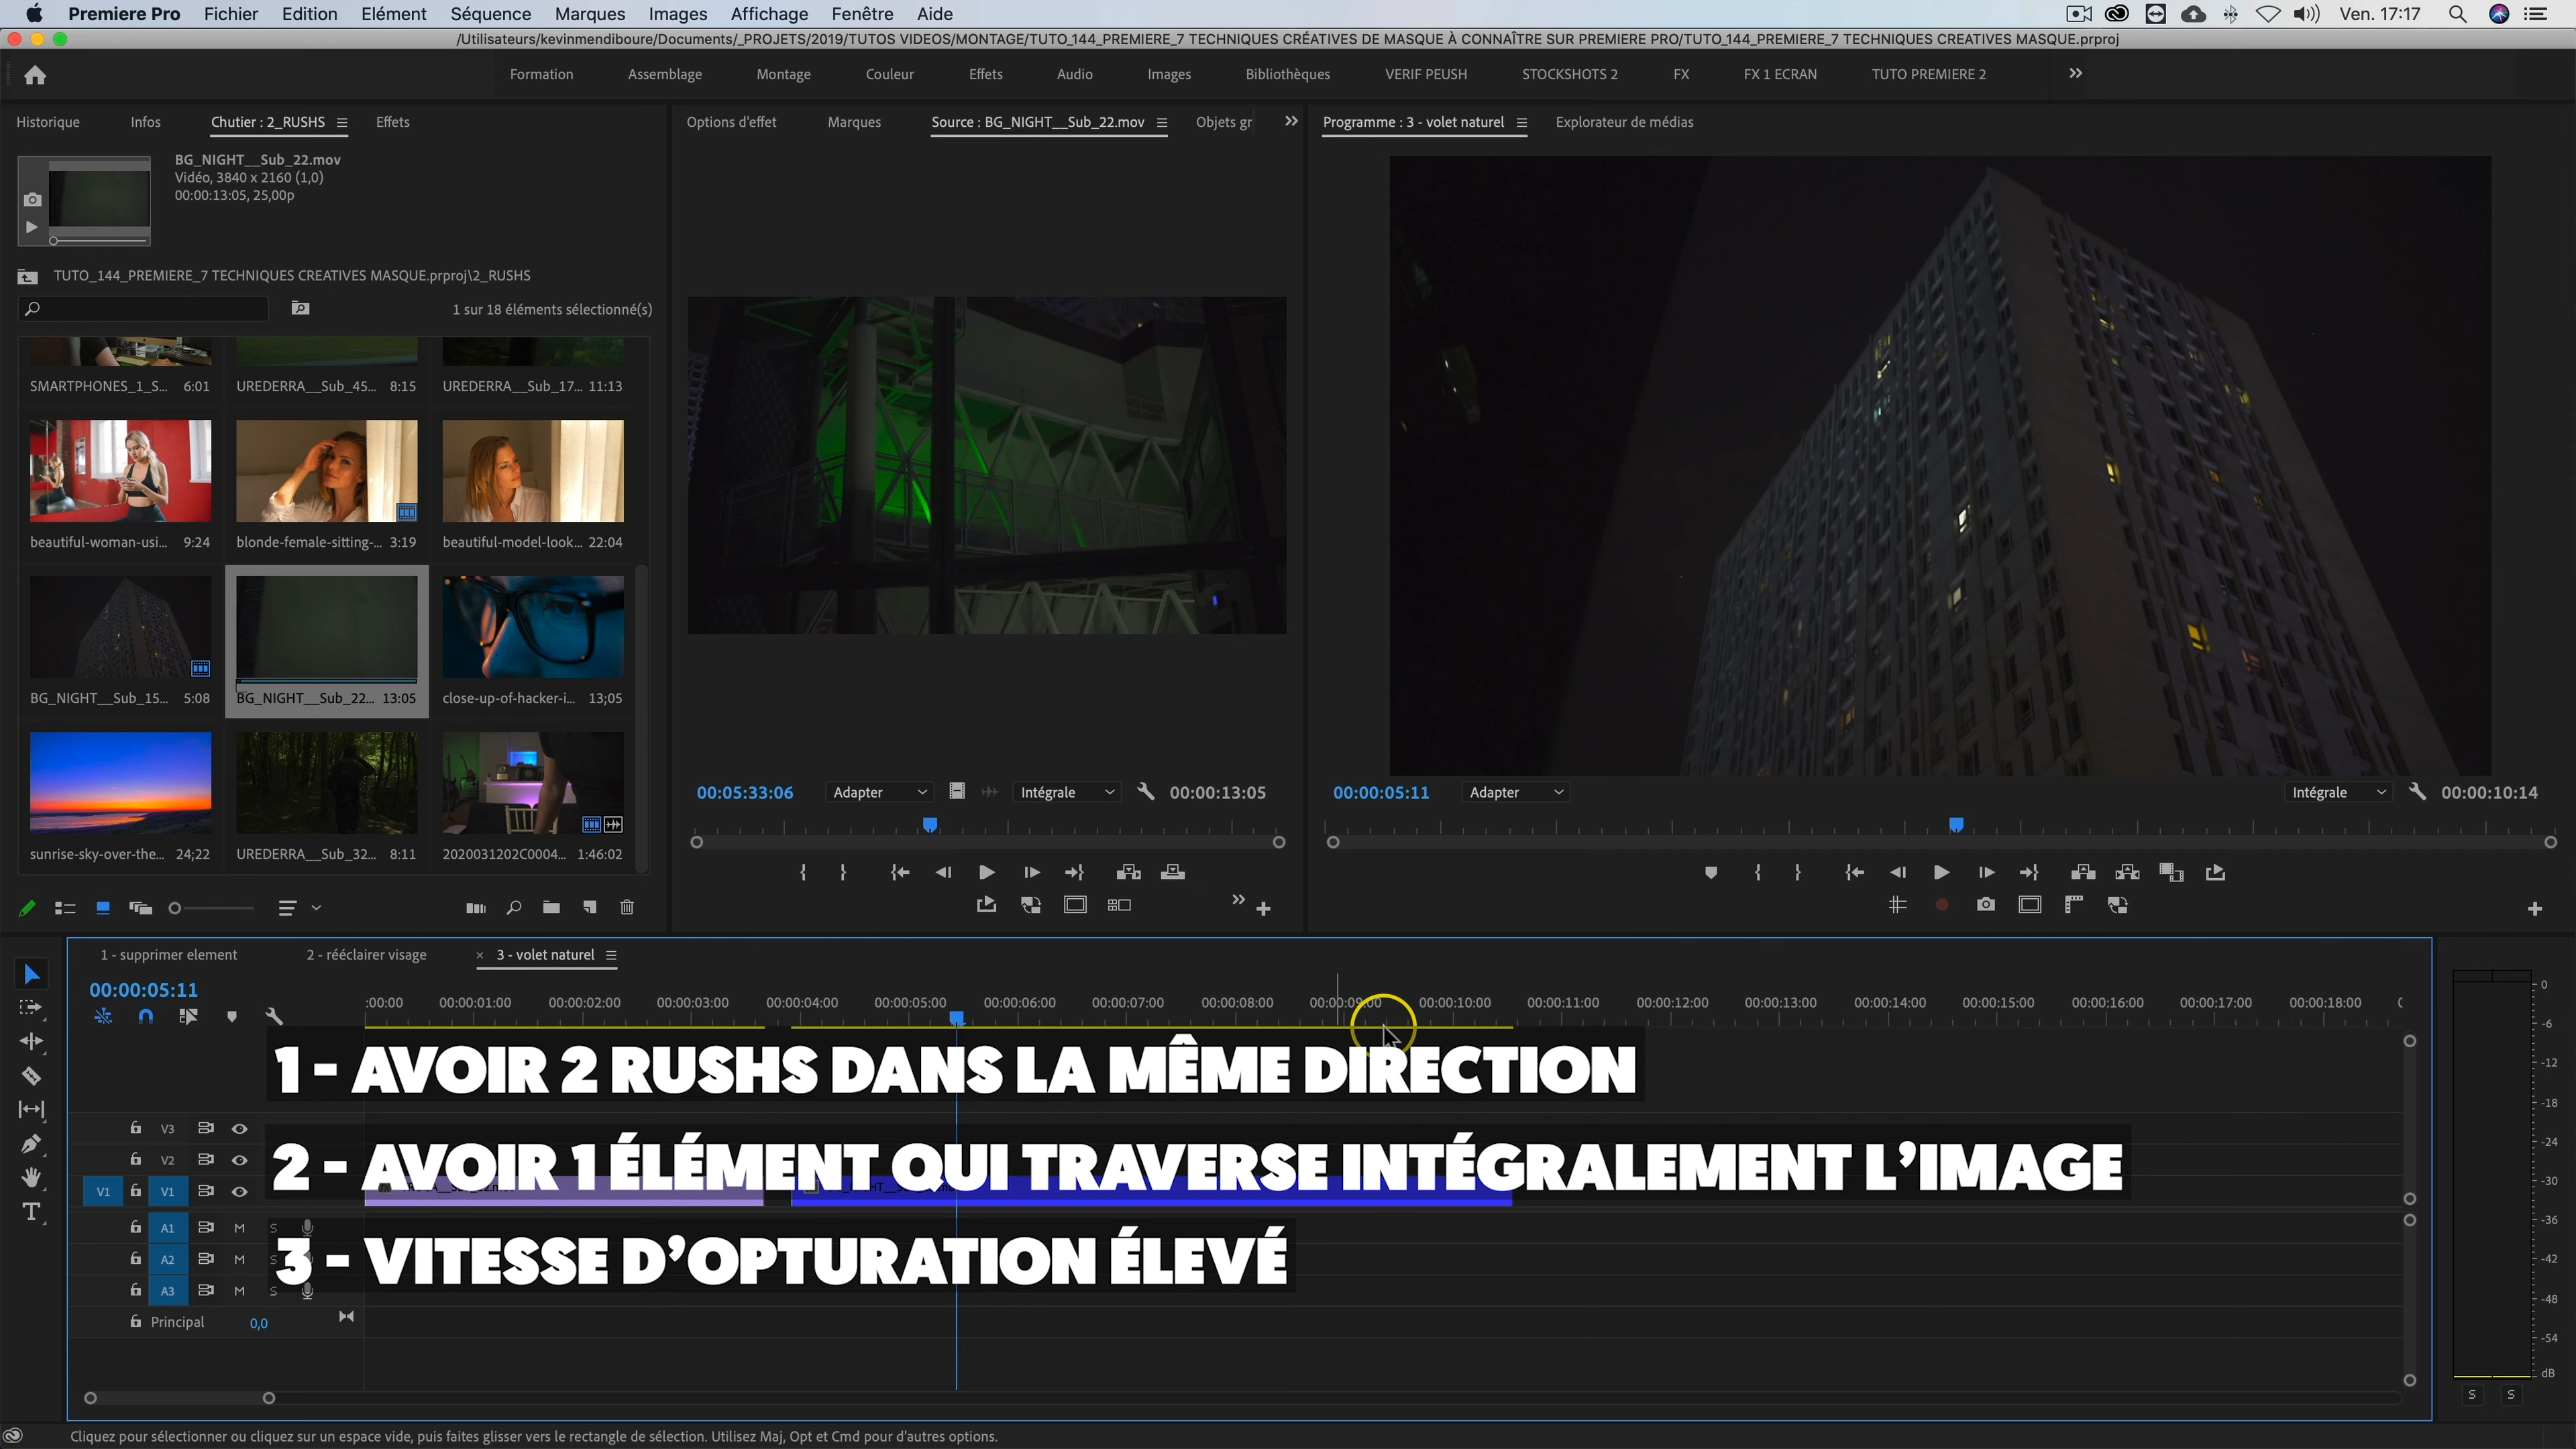 Premiere Pro Fichier Edition Elément Séquence Marques Images Affichage Fenêtre Aide Ven. 17:17
/Utilisateurs/kevinmendiboure/Documents/_PROJETS/2019/TUTOS VIDEOS/MONTAGE/TUTO_144_PREMIERE_7 TECHNIQUES CRÉATIVES DE MASQUE À CONNAÎTRE SUR PREMIERE PRO/TUTO_144_PREMIERE_7 TECHNIQUES CREATIVES MASQUE.prproj
Formation Assemblage Montage Couleur Effets Audio Images Bibliothèques VERIF PEUSH STOCKSHOTS 2 FX FX 1 ECRAN TUTO PREMIERE 2
Historique Infos Chutier : 2_RUSHS Effets
BG_NIGHT__Sub_22.mov
Vidéo, 3840 x 2160 (1,0)
00:00:13:05, 25,00p
TUTO_144_PREMIERE_7 TECHNIQUES CREATIVES MASQUE.prproj\2_RUSHS
1 sur 18 éléments sélectionné(s)
SMARTPHONES_1_S... 6:01 UREDERRA__Sub_45... 8:15 UREDERRA__Sub_17... 11:13
beautiful-woman-usi... 9:24 blonde-female-sitting-... 3:19 beautiful-model-look... 22:04
BG_NIGHT__Sub_15... 5:08 BG_NIGHT__Sub_22... 13:05 close-up-of-hacker-i... 13;05
sunrise-sky-over-the... 24;22 UREDERRA__Sub_32... 8:11 2020031202C0004... 1:46:02
Options d'effet Marques Source : BG_NIGHT__Sub_22.mov Objets gr
00:05:33:06 Adapter Intégrale 00:00:13:05
Programme : 3 - volet naturel Explorateur de médias
00:00:05:11 Adapter Intégrale 00:00:10:14
1 - supprimer element 2 - rééclairer visage × 3 - volet naturel
00:00:05:11
:00:00 00:00:01:00 00:00:02:00 00:00:03:00 00:00:04:00 00:00:05:00 00:00:06:00 00:00:07:00 00:00:08:00 00:00:09:00 00:00:10:00 00:00:11:00 00:00:12:00 00:00:13:00 00:00:14:00 00:00:15:00 00:00:16:00 00:00:17:00 00:00:18:00
1 - AVOIR 2 RUSHS DANS LA MÊME DIRECTION
V3
V2
2 - AVOIR 1 ÉLÉMENT QUI TRAVERSE INTÉGRALEMENT L'IMAGE
V1 V1
A1 M S
3 - VITESSE D'OPTURATION ÉLEVÉ
A2 M S
A3 M S
Principal 0,0
0
-6
-12
-18
-24
-30
-36
-42
-48
-54
dB
S S
Cliquez pour sélectionner ou cliquez sur un espace vide, puis faites glisser vers le rectangle de sélection. Utilisez Maj, Opt et Cmd pour d'autres options.